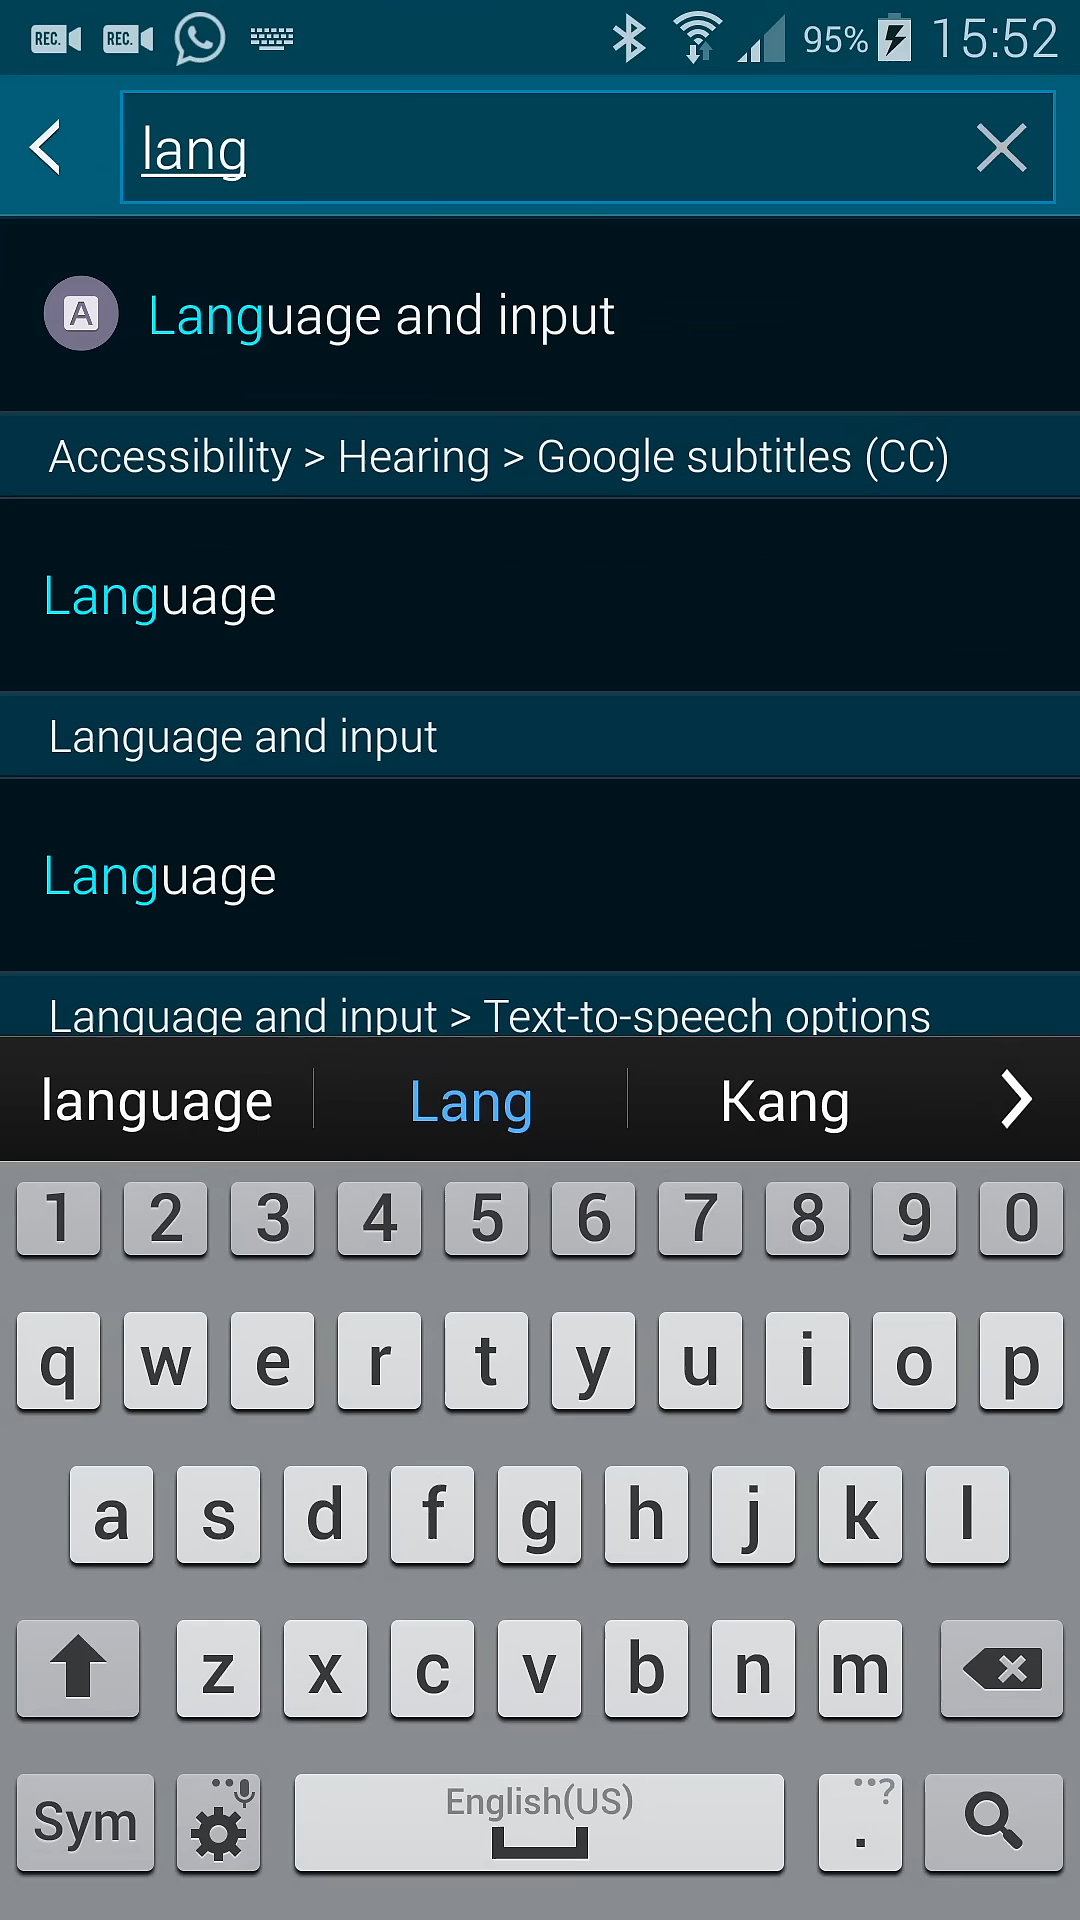 REC. REC. 95% 15:52
lang
A Language and input
Accessibility > Hearing > Google subtitles (CC)
Language
Language and input
Language
Language and input > Text-to-speech options
language Lang Kang
1 2 3 4 5 6 7 8 9 0
q w e r t y u i o p
a s d f g h j k l
z x c v b n m
Sym English(US) . ?